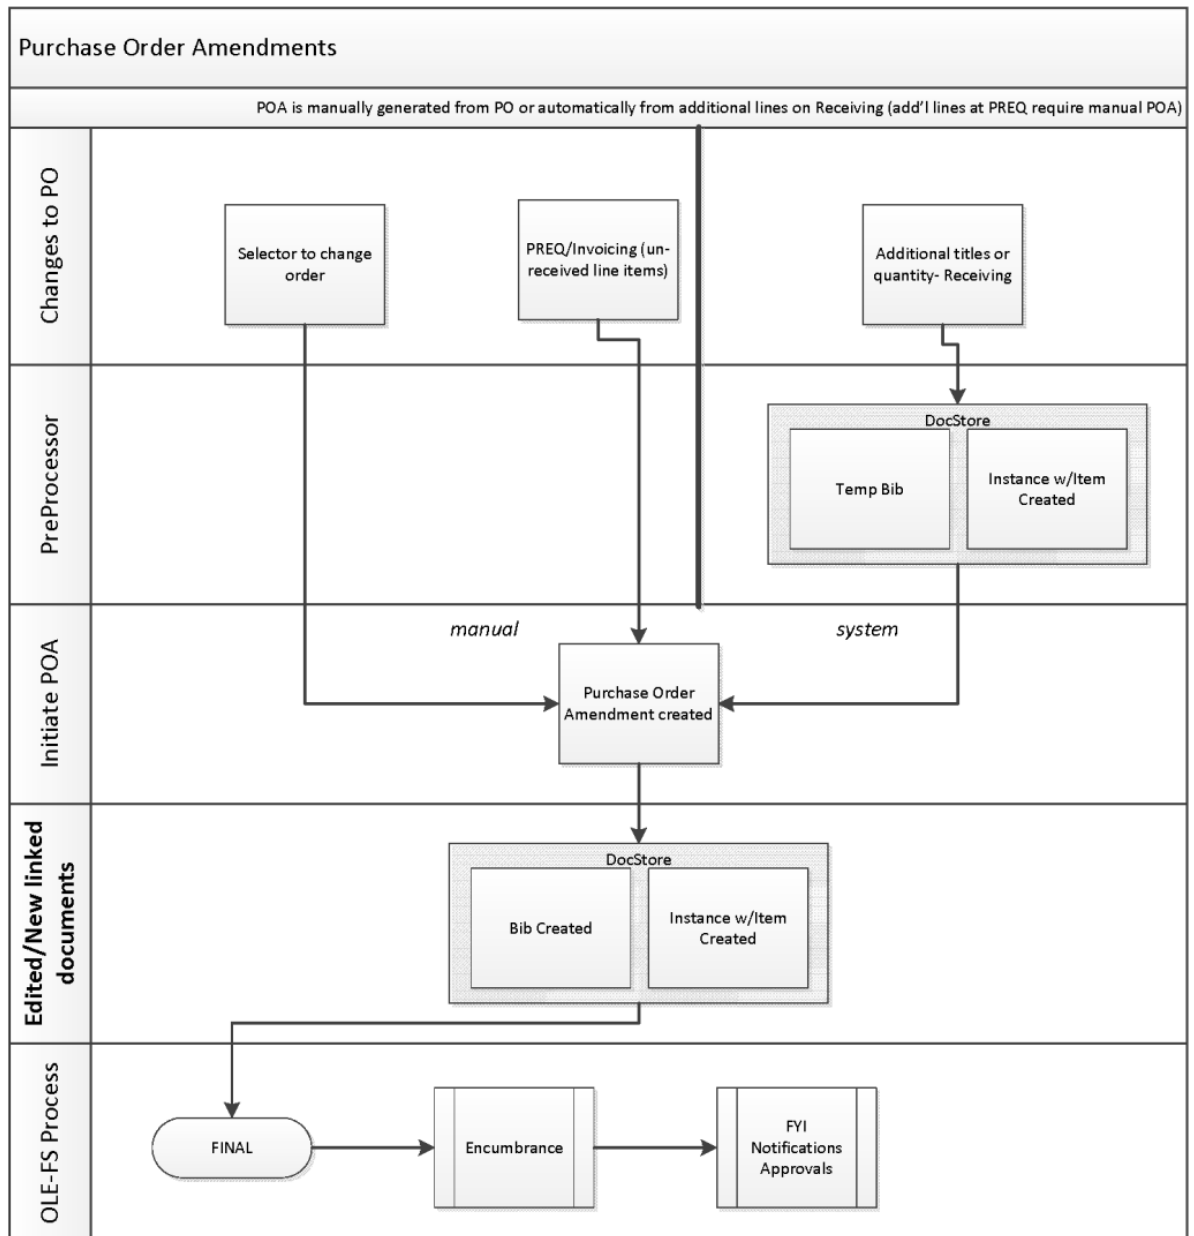 Purchase Order Amendments
POA is manually generated from PO or automatically from additional lines on Receiving (add'l lines at PREQ require manual POA)
Changes to PO
Selector to change
order
PREQ/Invoicing (un-
received line items)
Additional titles or
quantity- Receiving
PreProcessor
DocStore
Temp Bib
Instance w/Item
Created
Initiate POA
manual
system
Purchase Order
Amendment created
Edited/New linked
documents
DocStore
Bib Created
Instance w/Item
Created
OLE-FS Process
FINAL
Encumbrance
FYI
Notifications
Approvals